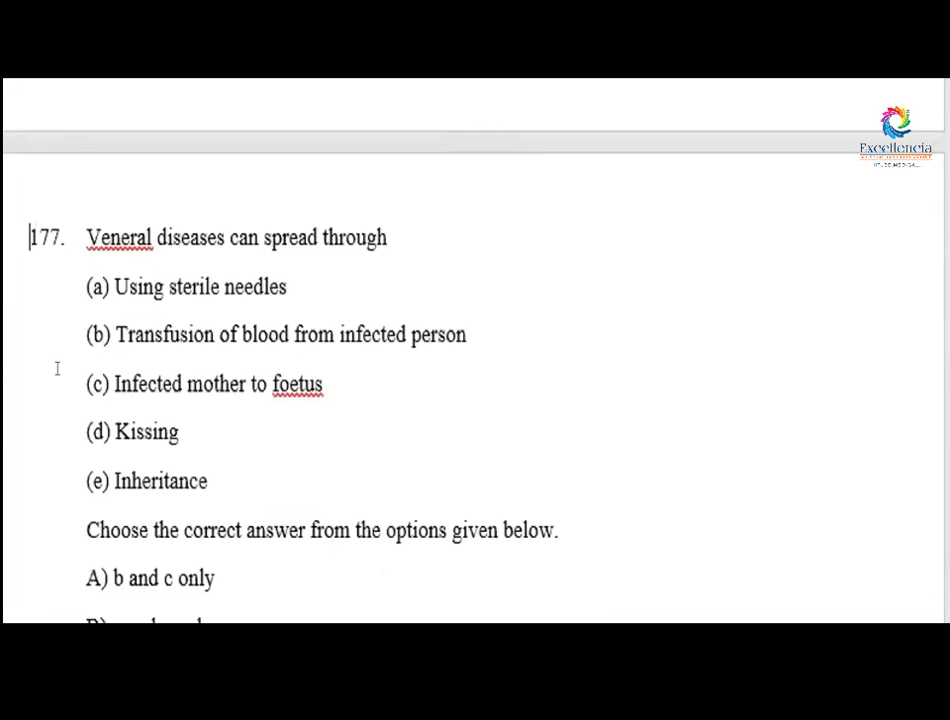 Excellencia
177. Veneral diseases can spread through
(a) Using sterile needles
(b) Transfusion of blood from infected person
(c) Infected mother to foetus
(d) Kissing
(e) Inheritance
Choose the correct answer from the options given below.
A) b and c only